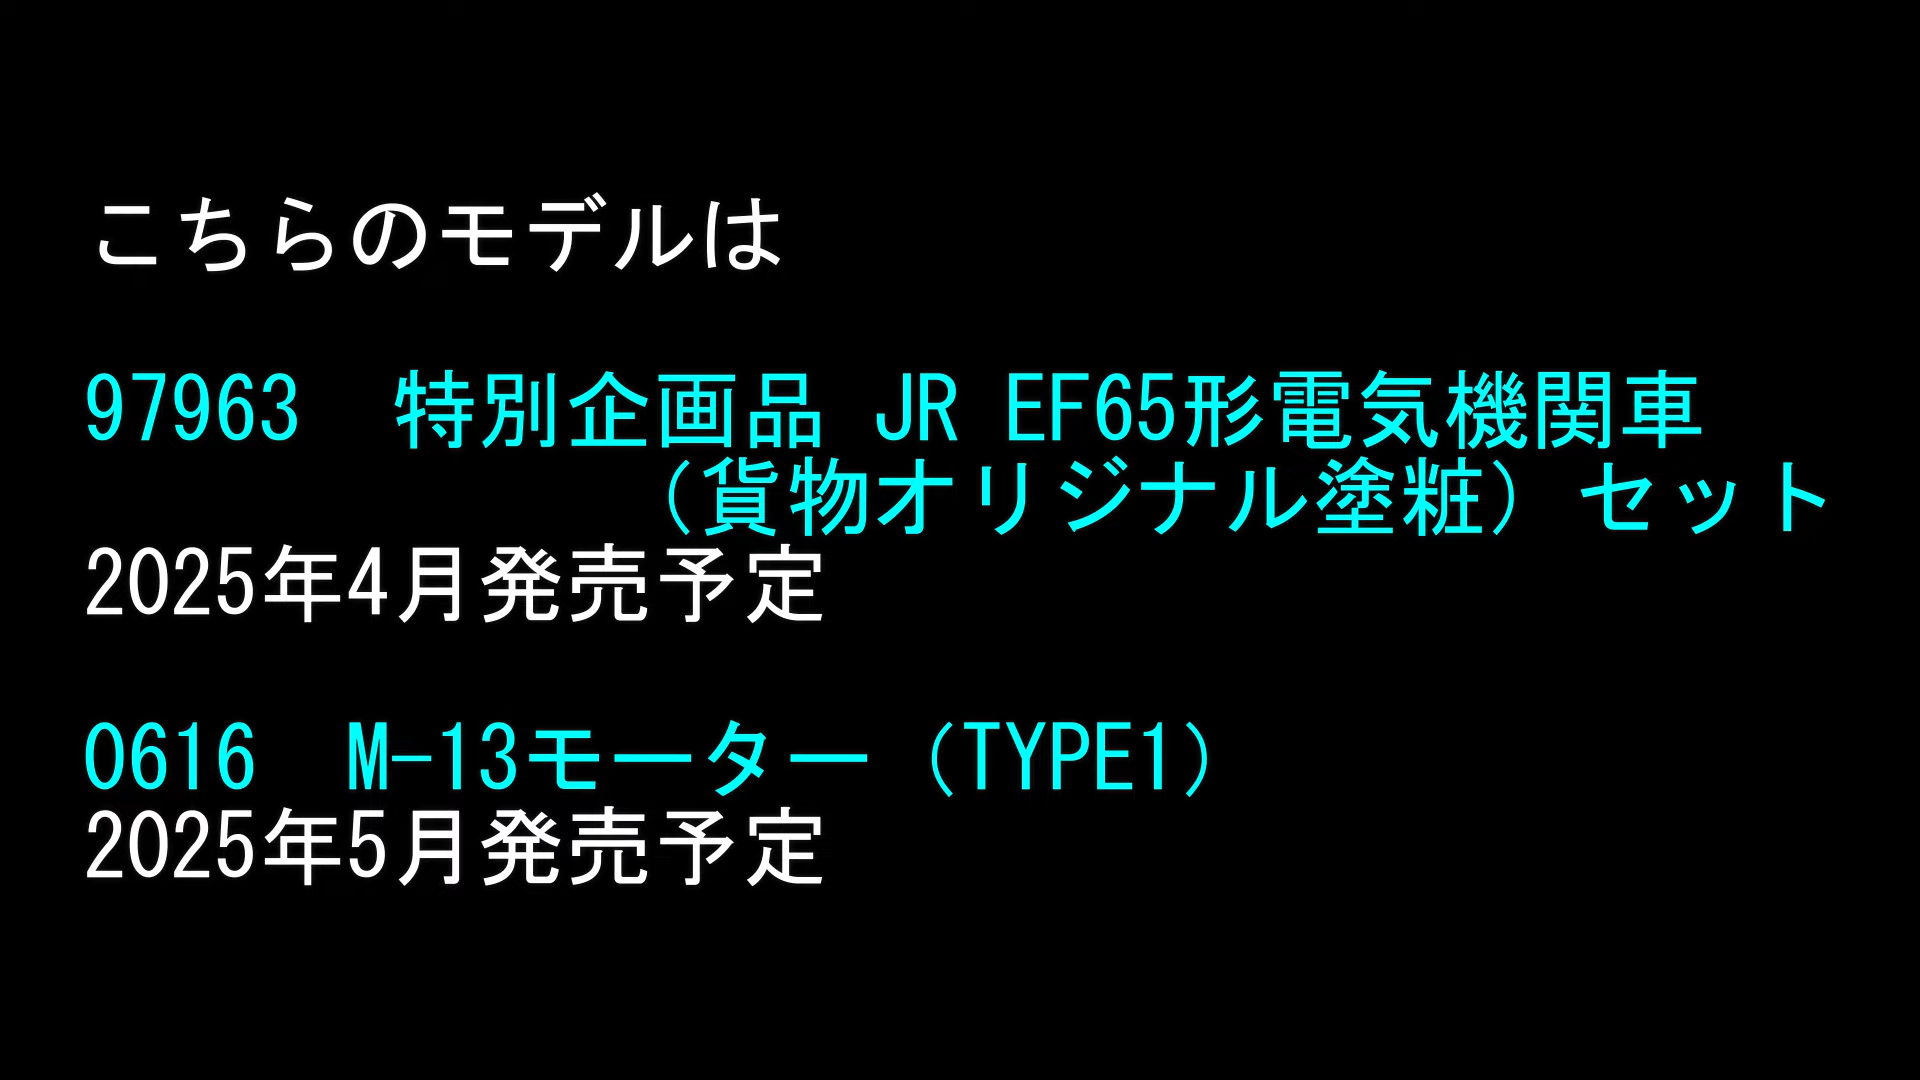 こちらのモデルは
97963　特別企画品 JR EF65形電気機関車
（貨物オリジナル塗粧）セット
2025年4月発売予定
0616　M-13モーター（TYPE1）
2025年5月発売予定